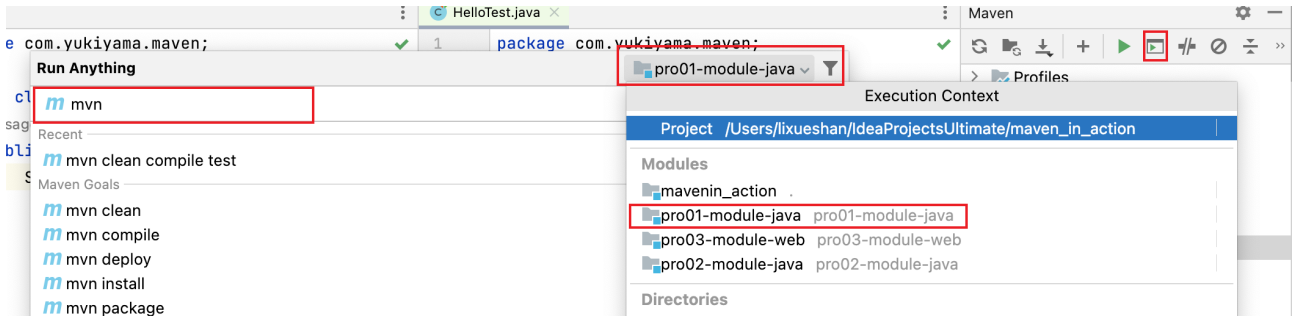 HelloTest.java
Maven
e com.yukiyama.maven;
1 package com.yukiyama.maven;
Run Anything
pro01-module-java
Profiles
Execution Context
cl
m mvn
Project /Users/lixueshan/IdeaProjectsUltimate/maven_in_action
sag
Recent
bli
m mvn clean compile test
Modules
S
Maven Goals
mavenin_action .
m mvn clean
pro01-module-java pro01-module-java
m mvn compile
pro03-module-web pro03-module-web
m mvn deploy
pro02-module-java pro02-module-java
m mvn install
Directories
m mvn package